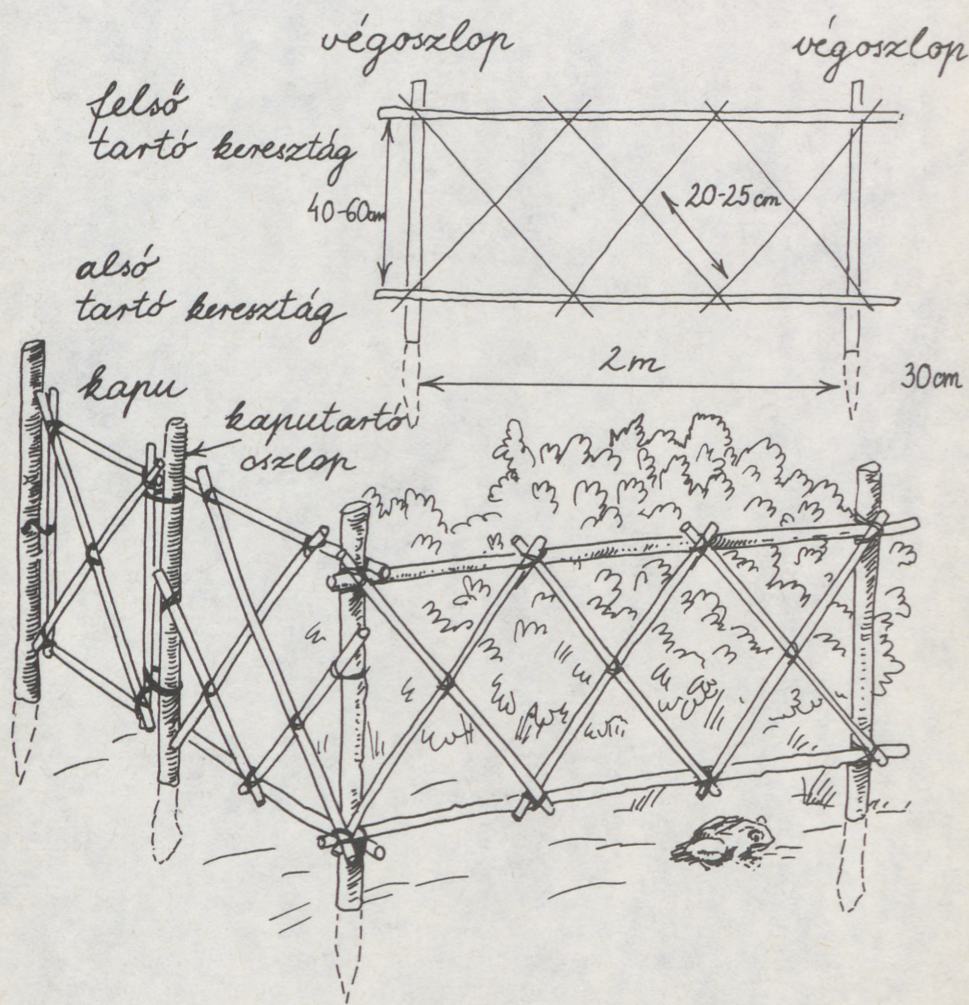 végoszlop
végoszlop
felső
tartó keresztág
40-60cm
20-25cm
alsó
tartó keresztág
2m
30cm
kapu
kaputartó
oszlop